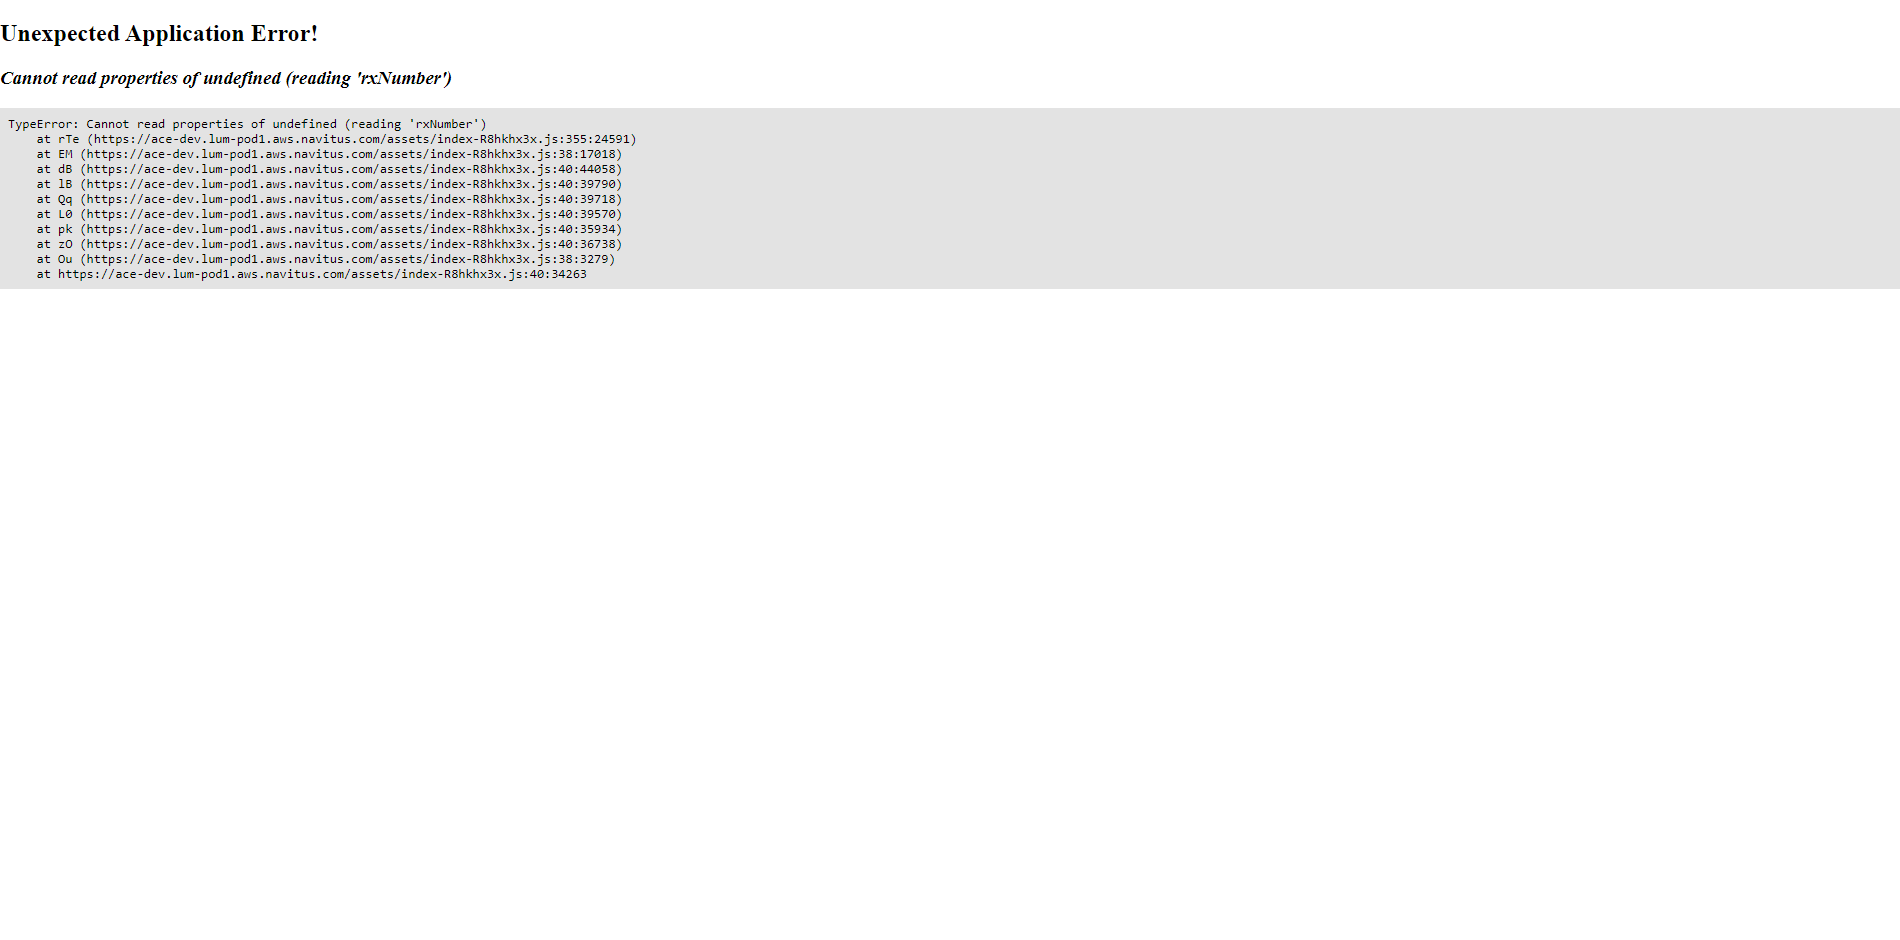 Unexpected Application Error!
Cannot read properties of undefined (reading 'rxNumber')
TypeError: Cannot read properties of undefined (reading 'rxNumber')
    at rTe (https://ace-dev.lum-pod1.aws.navitus.com/assets/index-R8hkhx3x.js:355:24591)
    at EM (https://ace-dev.lum-pod1.aws.navitus.com/assets/index-R8hkhx3x.js:38:17018)
    at dB (https://ace-dev.lum-pod1.aws.navitus.com/assets/index-R8hkhx3x.js:40:44058)
    at lB (https://ace-dev.lum-pod1.aws.navitus.com/assets/index-R8hkhx3x.js:40:39790)
    at Qq (https://ace-dev.lum-pod1.aws.navitus.com/assets/index-R8hkhx3x.js:40:39718)
    at L0 (https://ace-dev.lum-pod1.aws.navitus.com/assets/index-R8hkhx3x.js:40:39570)
    at pk (https://ace-dev.lum-pod1.aws.navitus.com/assets/index-R8hkhx3x.js:40:35934)
    at zO (https://ace-dev.lum-pod1.aws.navitus.com/assets/index-R8hkhx3x.js:40:36738)
    at Ou (https://ace-dev.lum-pod1.aws.navitus.com/assets/index-R8hkhx3x.js:38:3279)
    at https://ace-dev.lum-pod1.aws.navitus.com/assets/index-R8hkhx3x.js:40:34263